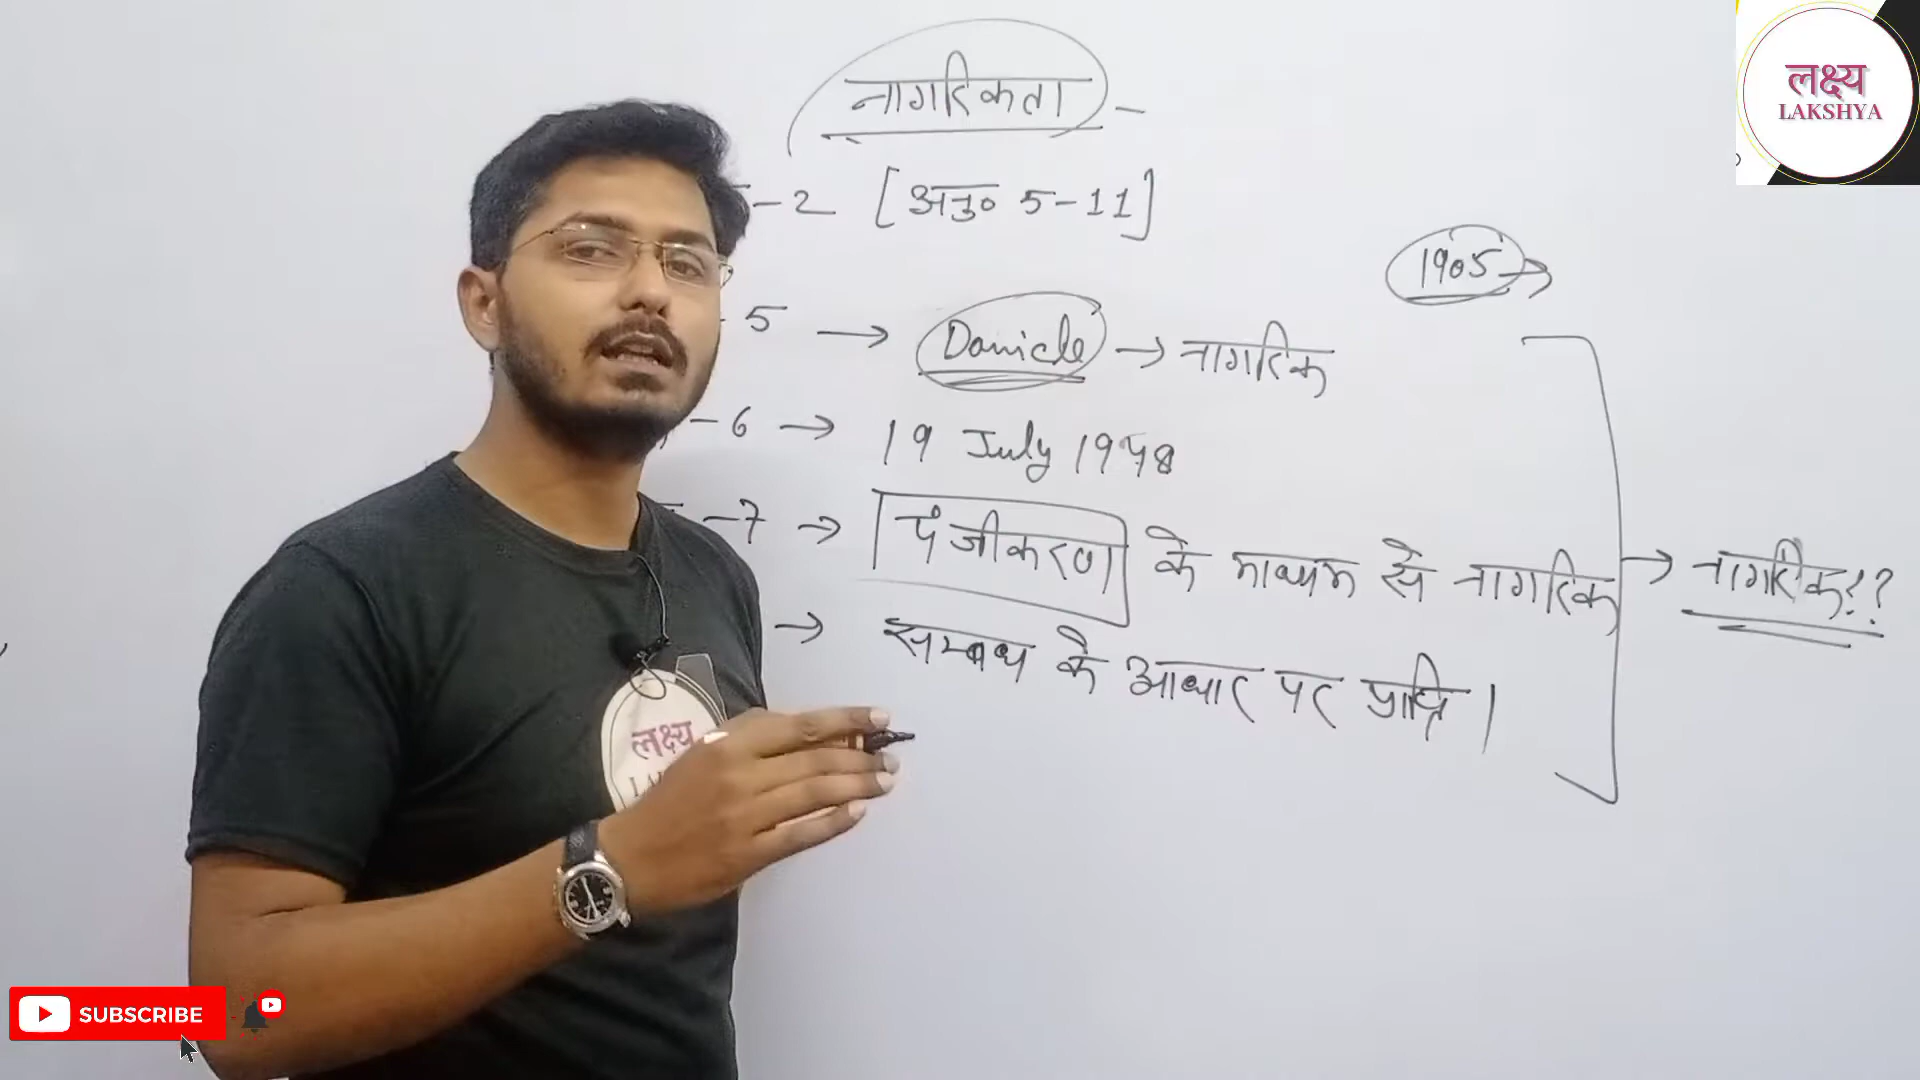 नागरिकता -
-2 [अनु० 5-11]
1905 →
5 → Domicle → नागरिक
-6 → 19 July 1948
-7 → पंजीकरण के माध्यम से नागरिक
→ नागरिक!?
→ सम्बंध के आधार पर प्राप्ति।
लक्ष्य
LAKSHYA
लक्ष्य
SUBSCRIBE